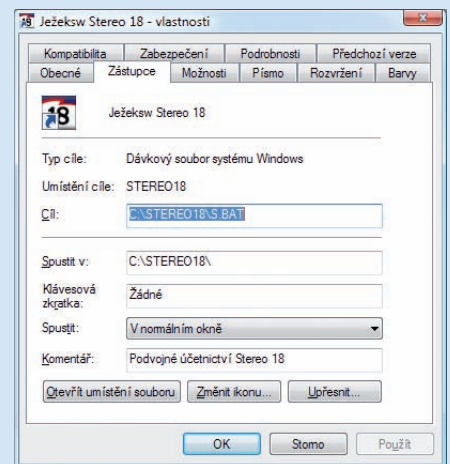 Ježeksw Stereo 18 - vlastnosti
Kompatibilita Zabezpečení Podrobnosti Předchozí verze
Obecné Zástupce Možnosti Písmo Rozvržení Barvy
18 Ježeksw Stereo 18
Typ cíle: Dávkový soubor systému Windows
Umístění cíle: STEREO18
Cíl: C:\STEREO18\S.BAT
Spustit v: C:\STEREO18\
Klávesová
zkratka: Žádné
Spustit: V normálním okně
Komentář: Podvojné účetnictví Stereo 18
Otevřít umístění souboru Změnit ikonu... Upřesnit...
OK Storno Použít